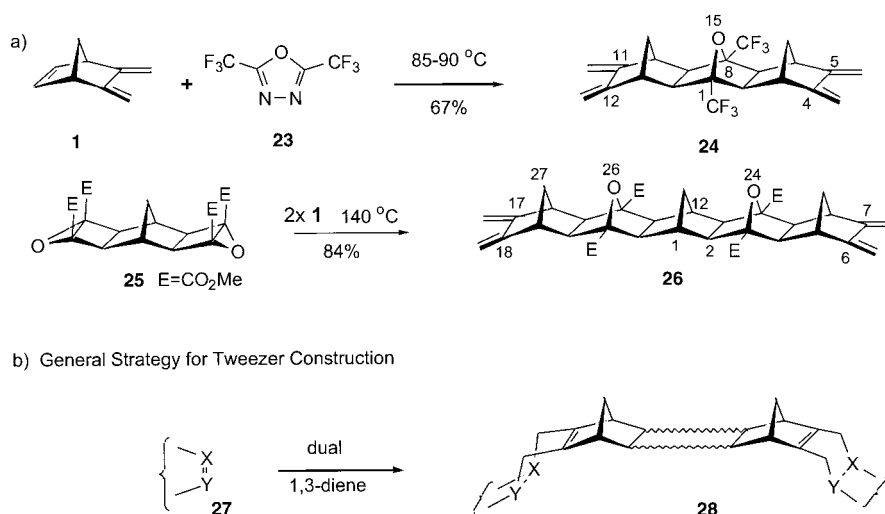 a)
F₃C O CF₃
N N
+
85-90 °C
67%
15
O CF₃
11 8 5
12 1 4
CF₃
1 23 24
E E E E
O O
25 E=CO₂Me
2x 1 140 °C
84%
26 24
27 O E 12 O E
17 7
18 E 1 2 E 6
26
b) General Strategy for Tweezer Construction
X
Y
27
dual
1,3-diene
X X
Y Y
28